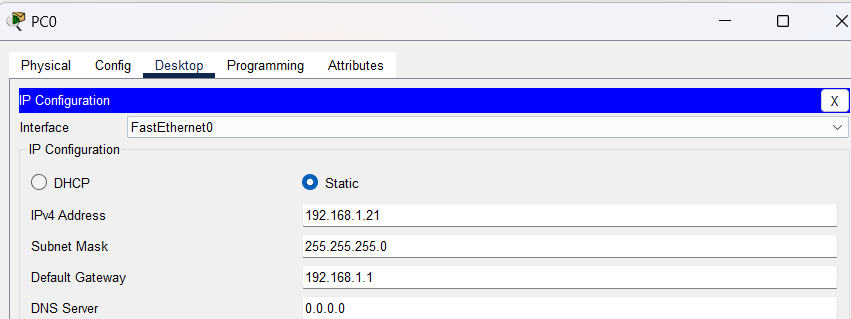 PC0
Physical Config Desktop Programming Attributes
IP Configuration X
Interface FastEthernet0
IP Configuration
DHCP Static
IPv4 Address 192.168.1.21
Subnet Mask 255.255.255.0
Default Gateway 192.168.1.1
DNS Server 0.0.0.0